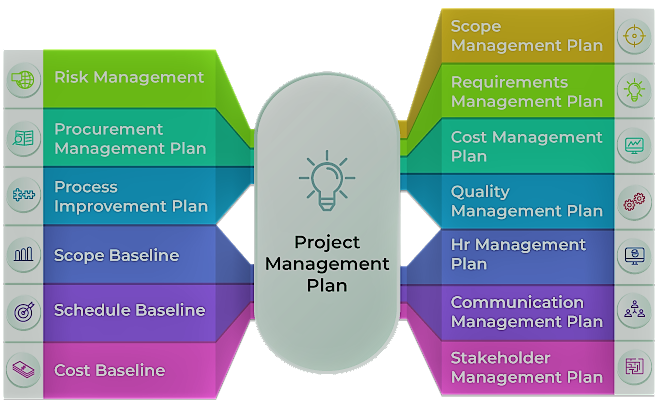 Risk Management
Procurement
Management Plan
Process
Improvement Plan
Scope Baseline
Schedule Baseline
Cost Baseline
Project
Management
Plan
Scope
Management Plan
Requirements
Management Plan
Cost Management
Plan
Quality
Management Plan
Hr Management
Plan
Communication
Management Plan
Stakeholder
Management Plan